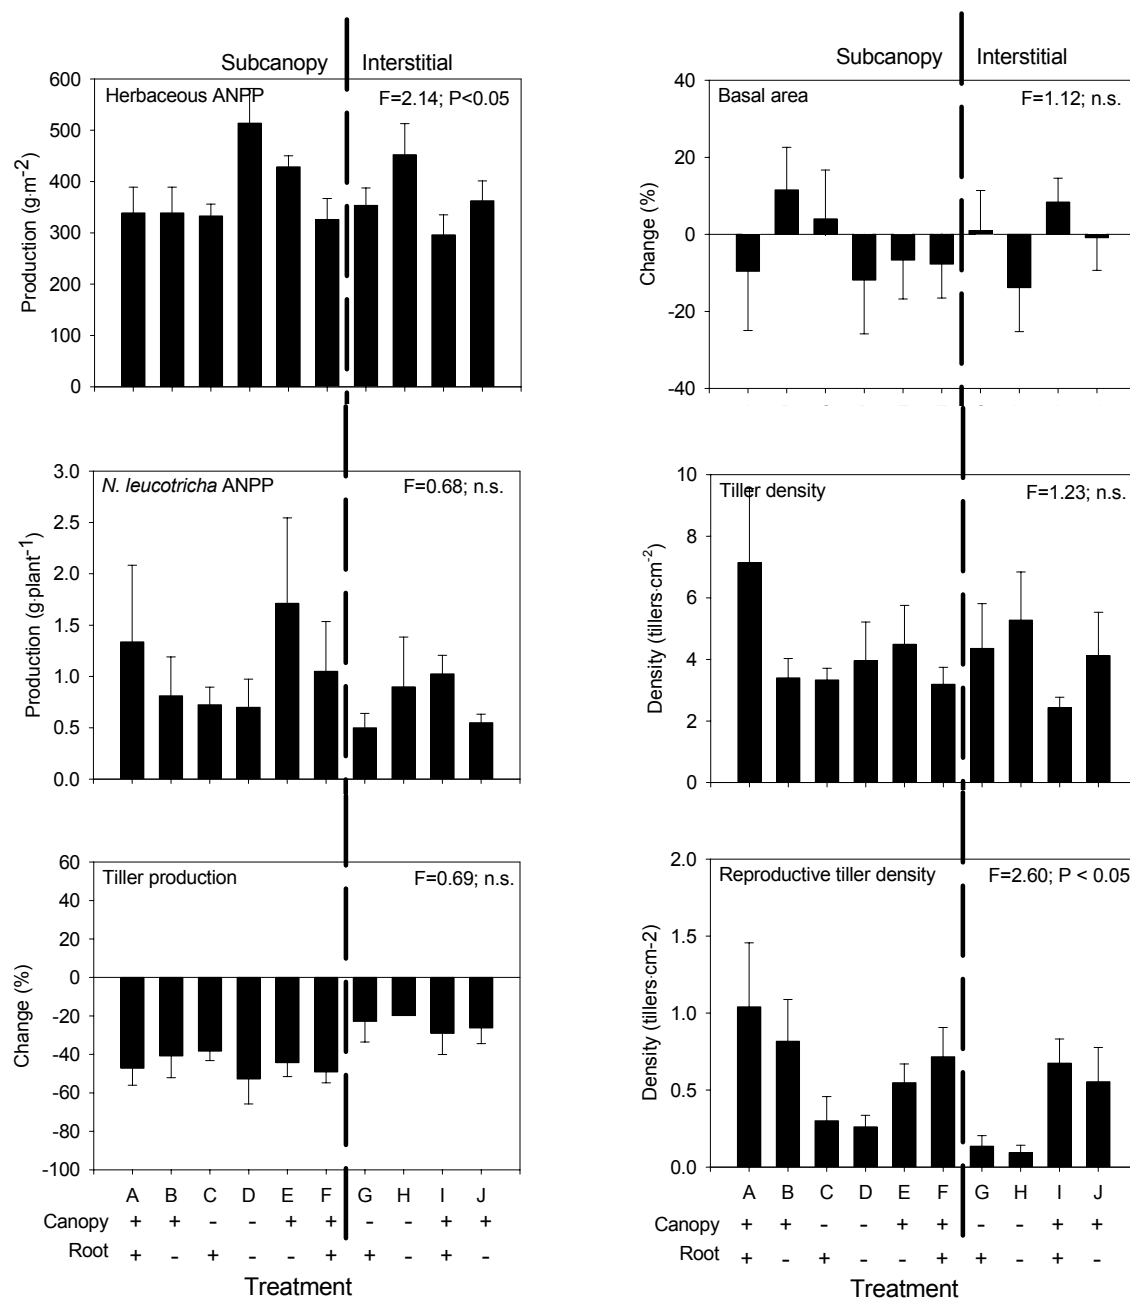 Subcanopy Interstitial
Herbaceous ANPP F=2.14; P<0.05
Production (g·m-2)
600
500
400
300
200
100
0
N. leucotricha ANPP F=0.68; n.s.
Production (g·plant-1)
3.0
2.5
2.0
1.5
1.0
0.5
0.0
Tiller production F=0.69; n.s.
Change (%)
60
40
20
0
-20
-40
-60
-80
-100
A B C D E F G H I J
Canopy + + - - + + - - + +
Root + - + - - + + - + -
Treatment
Subcanopy Interstitial
Basal area F=1.12; n.s.
Change (%)
40
20
0
-20
-40
Tiller density F=1.23; n.s.
Density (tillers·cm-2)
10
8
6
4
2
0
Reproductive tiller density F=2.60; P < 0.05
Density (tillers·cm-2)
2.0
1.5
1.0
0.5
0.0
A B C D E F G H I J
Canopy + + - - + + - - + +
Root + - + - - + + - + -
Treatment